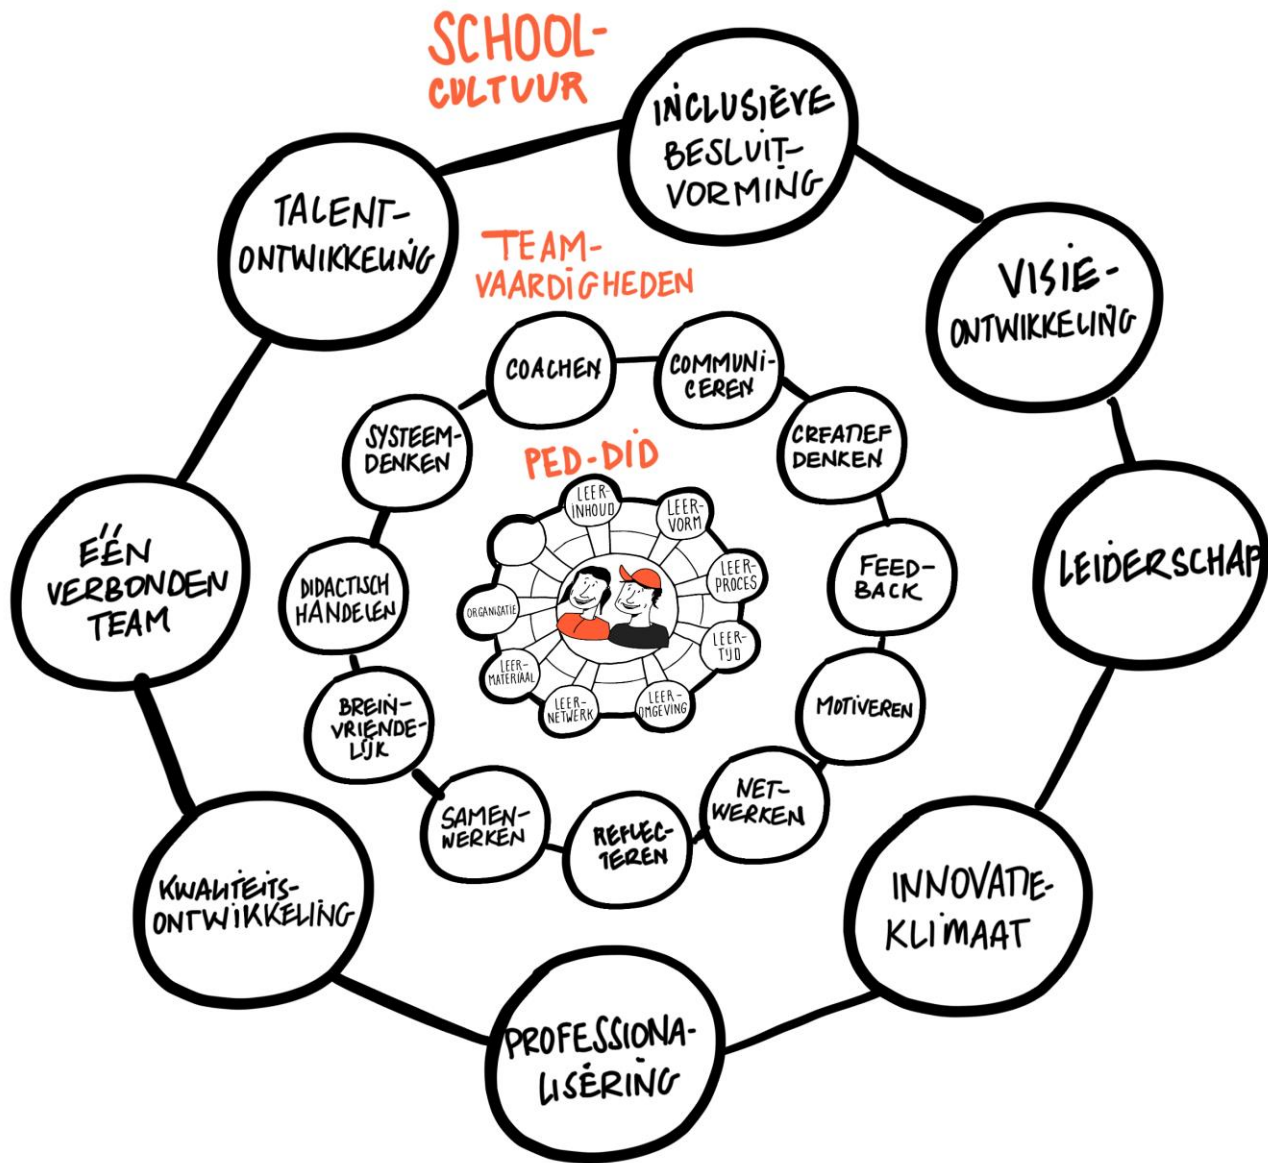 SCHOOL-
CULTUUR
INCLUSIËVE
BESLUIT-
VORMING
VISIE-
ONTWIKKELING
LEIDERSCHAP
INNOVATIE-
KLIMAAT
PROFESSIONA-
LISERING
KWALITEITS-
ONTWIKKELING
ÉÉN
VERBONDEN
TEAM
TALENT-
ONTWIKKELING
TEAM-
VAARDIGHEDEN
COACHEN
COMMUNI-
CEREN
CREATIEF
DENKEN
FEED-
BACK
MOTIVEREN
NET-
WERKEN
REFLEC-
TEREN
SAMEN-
WERKEN
BREIN-
VRIENDE-
LIJK
DIDACTISCH
HANDELEN
SYSTEEM-
DENKEN
PED-DID
LEER-
INHOUD
LEER-
VORM
LEER-
PROCES
LEER-
TIJD
LEER-
OMGEVING
LEER-
NETWERK
LEER-
MATERIAAL
ORGANISATIE